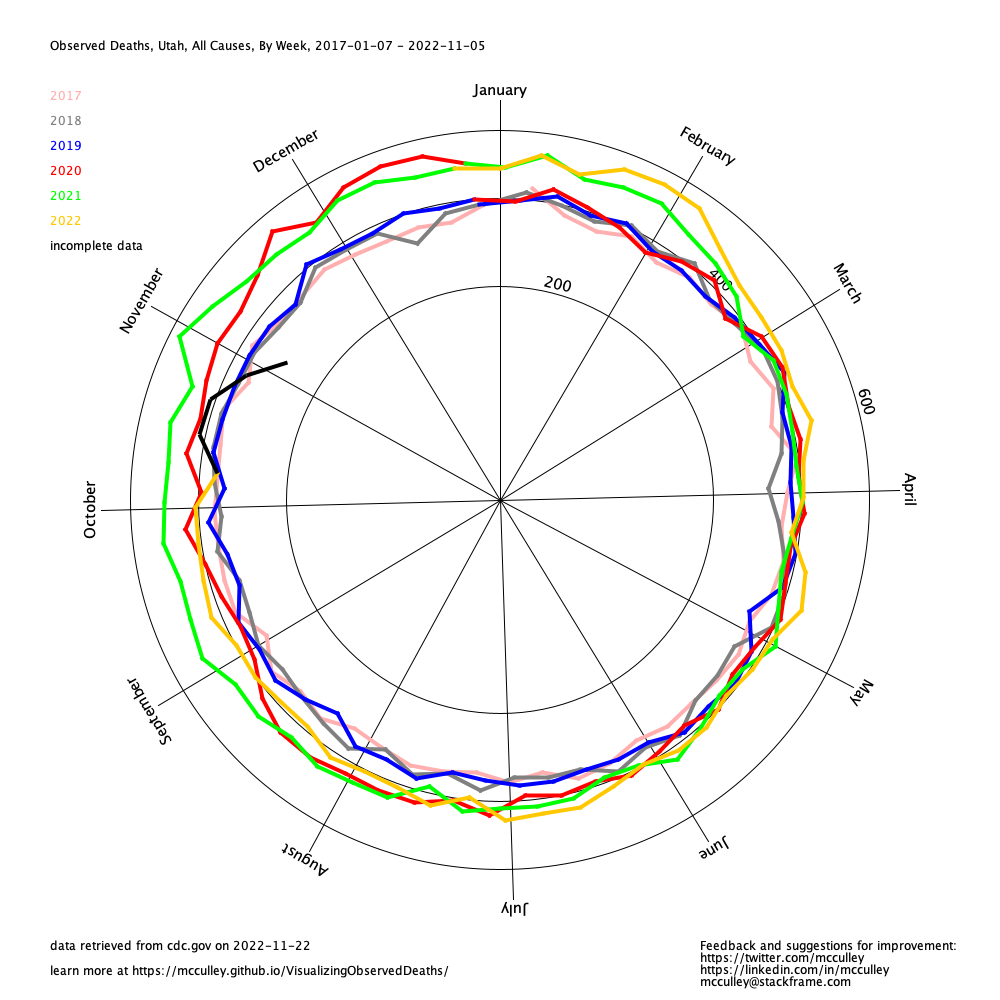 Observed Deaths, Utah, All Causes, By Week, 2017-01-07 - 2022-11-05
2017
2018
2019
2020
2021
2022
incomplete data
January
February
March
April
May
June
July
August
September
October
November
December
200
400
600
data retrieved from cdc.gov on 2022-11-22
learn more at https://mcculley.github.io/VisualizingObservedDeaths/
Feedback and suggestions for improvement:
https://twitter.com/mcculley
https://linkedin.com/in/mcculley
mcculley@stackframe.com